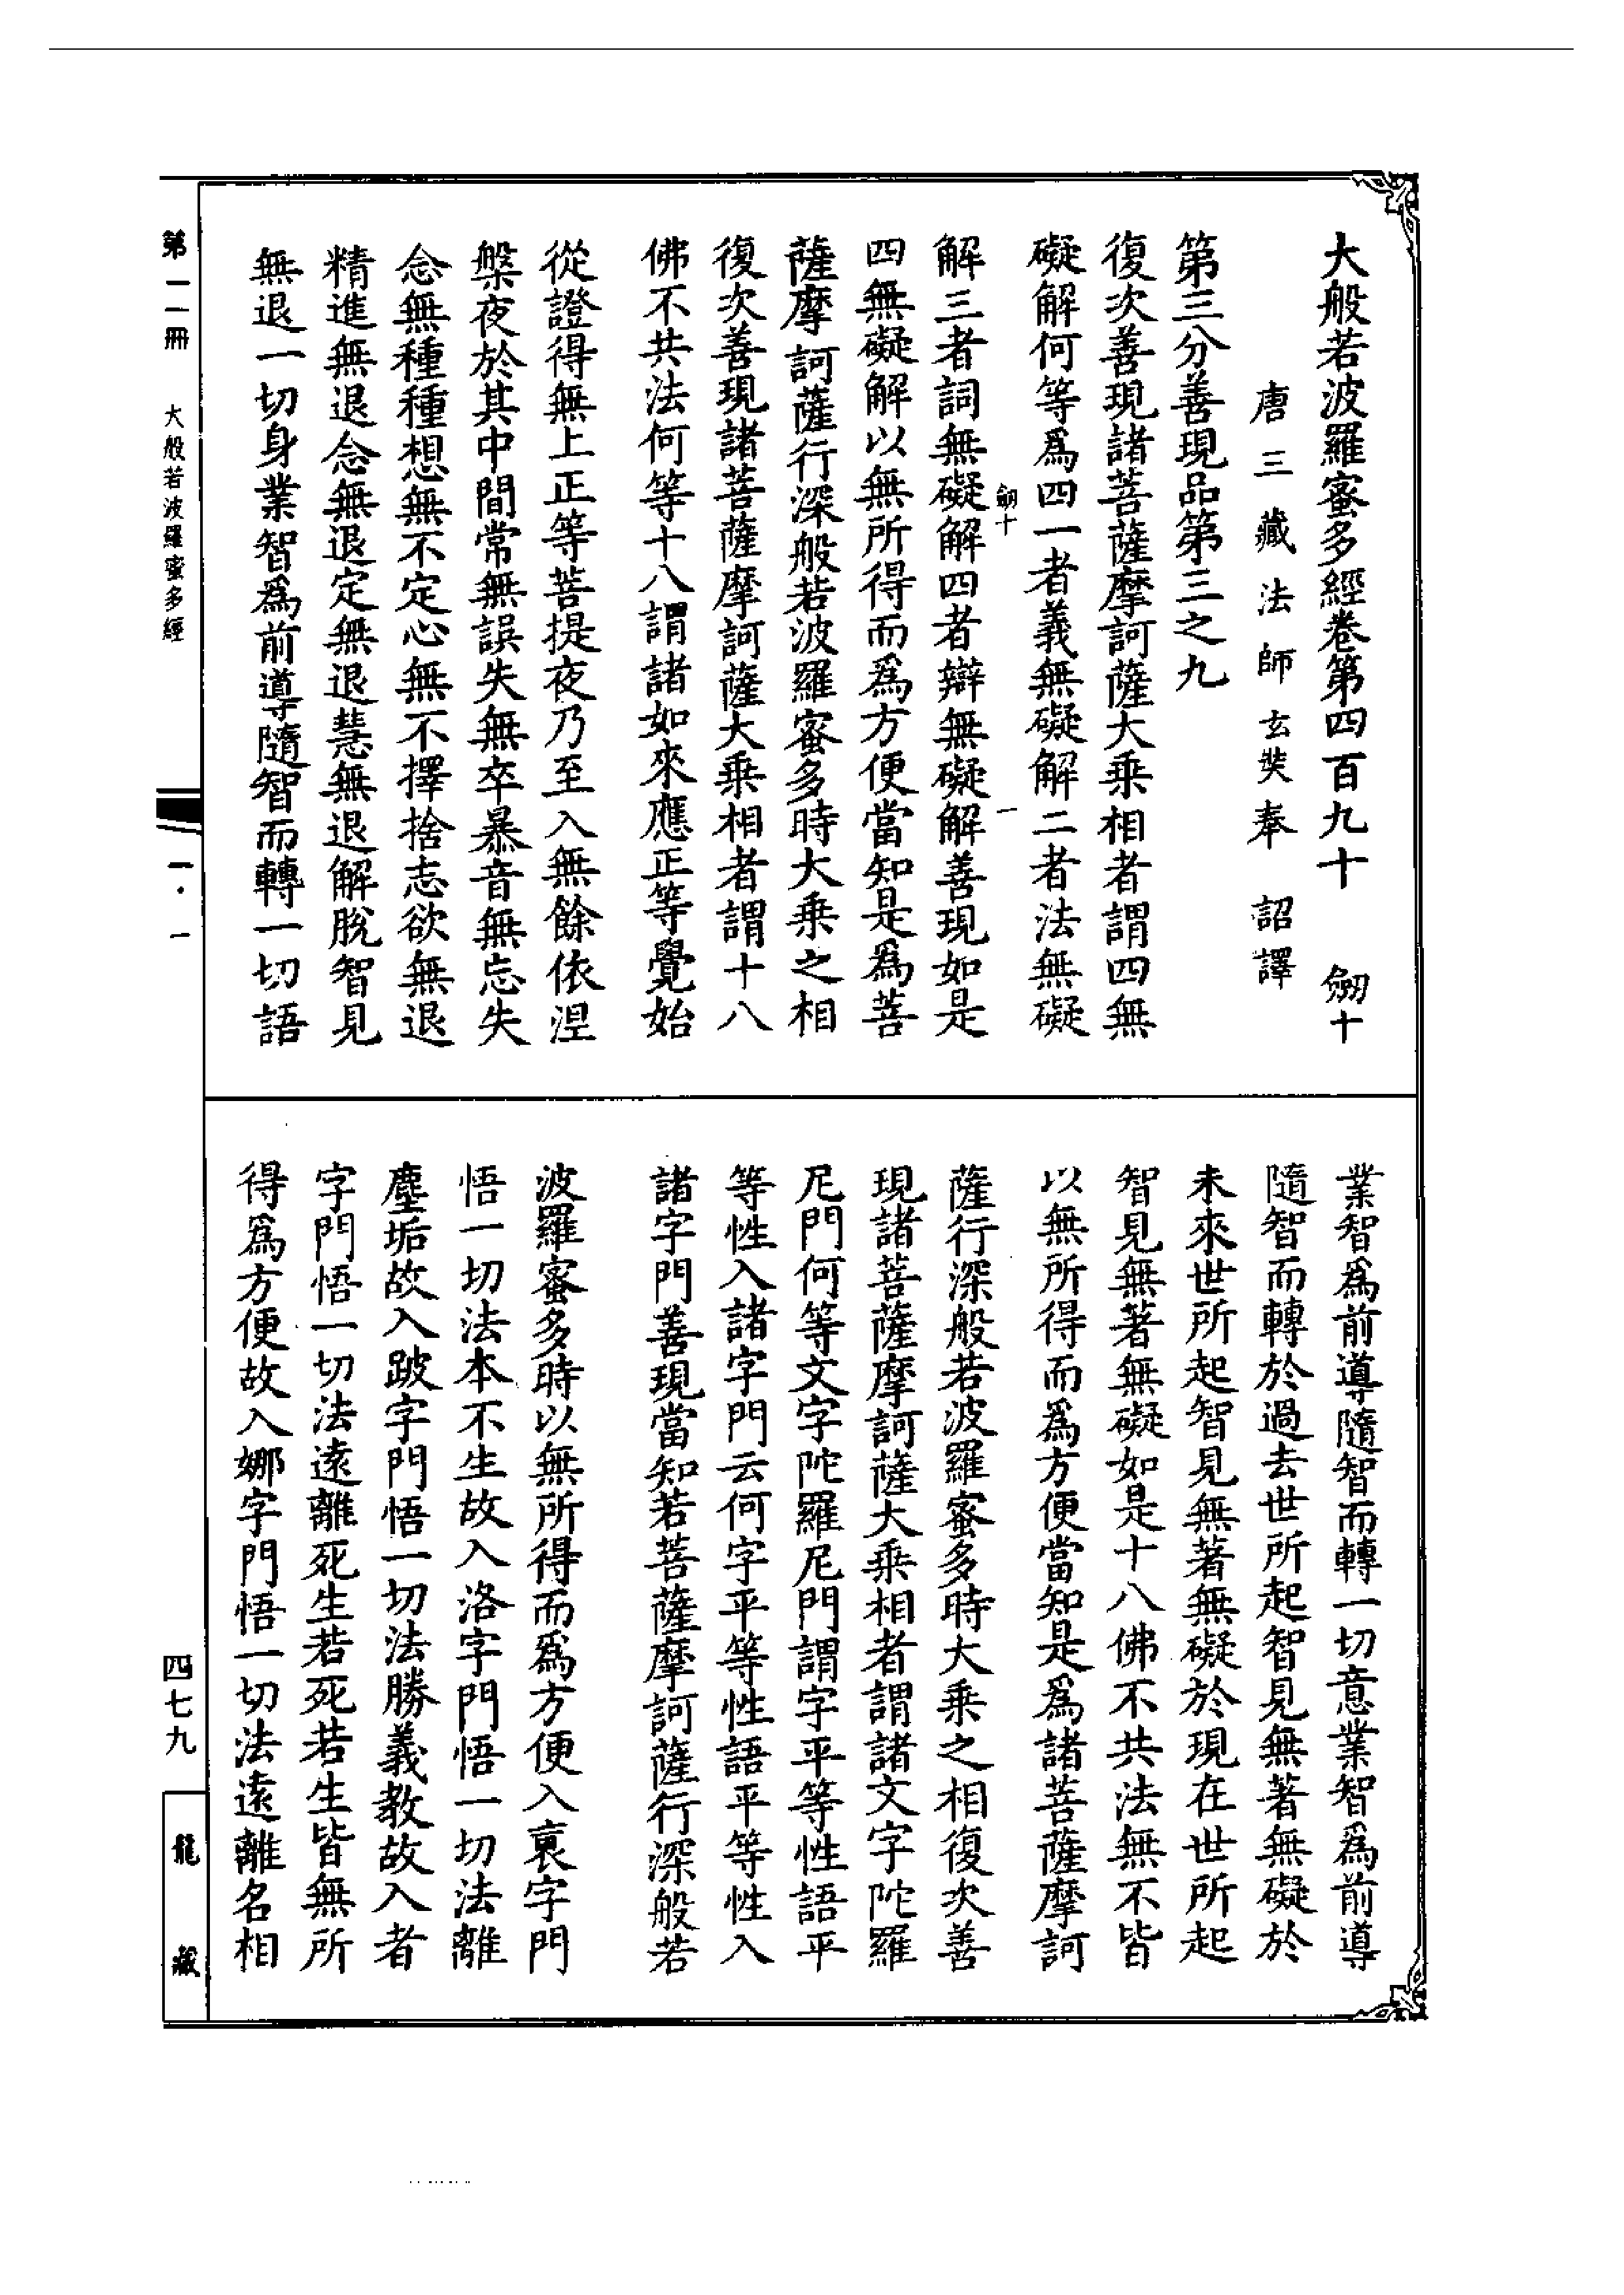 大般若波羅蜜多經卷第四百九十　劒十
唐三藏法師玄奘奉　詔譯
第三分善現品第三之九
復次善現諸菩薩摩訶薩大乘相者謂四無
礙解何等爲四一者義無礙解二者法無礙
劒十　一
解三者詞無礙解四者辯無礙解善現如是
四無礙解以無所得而爲方便當知是爲菩
薩摩訶薩行深般若波羅蜜多時大乘之相
復次善現諸菩薩摩訶薩大乘相者謂十八
佛不共法何等十八謂諸如來應正等覺始
從證得無上正等菩提夜乃至入無餘依涅
槃夜於其中間常無誤失無卒暴音無忘失
念無種種想無不定心無不擇捨志欲無退
精進無退念無退定無退慧無退解脫智見
無退一切身業智爲前導隨智而轉一切語
業智爲前導隨智而轉一切意業智爲前導
隨智而轉於過去世所起智見無著無礙於
未來世所起智見無著無礙於現在世所起
智見無著無礙如是十八佛不共法無不皆
以無所得而爲方便當知是爲諸菩薩摩訶
薩行深般若波羅蜜多時大乘之相復次善
現諸菩薩摩訶薩大乘相者謂諸文字陀羅
尼門何等文字陀羅尼門謂字平等性語平
等性入諸字門云何字平等性語平等性入
諸字門善現當知若菩薩摩訶薩行深般若
波羅蜜多時以無所得而爲方便入裒字門
悟一切法本不生故入洛字門悟一切法離
塵垢故入跛字門悟一切法勝義教故入者
字門悟一切法遠離死生若死若生皆無所
得爲方便故入娜字門悟一切法遠離名相
第二冊　大般若波羅蜜多經
一·一
四七九
龍藏